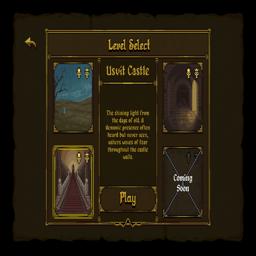 Level Select
Usvit Castle
The shining light from
the days of old. A
demonic presence often
heard but never seen,
ushers waves of fear
throughout the castle
walls.
Play
Coming
Soon